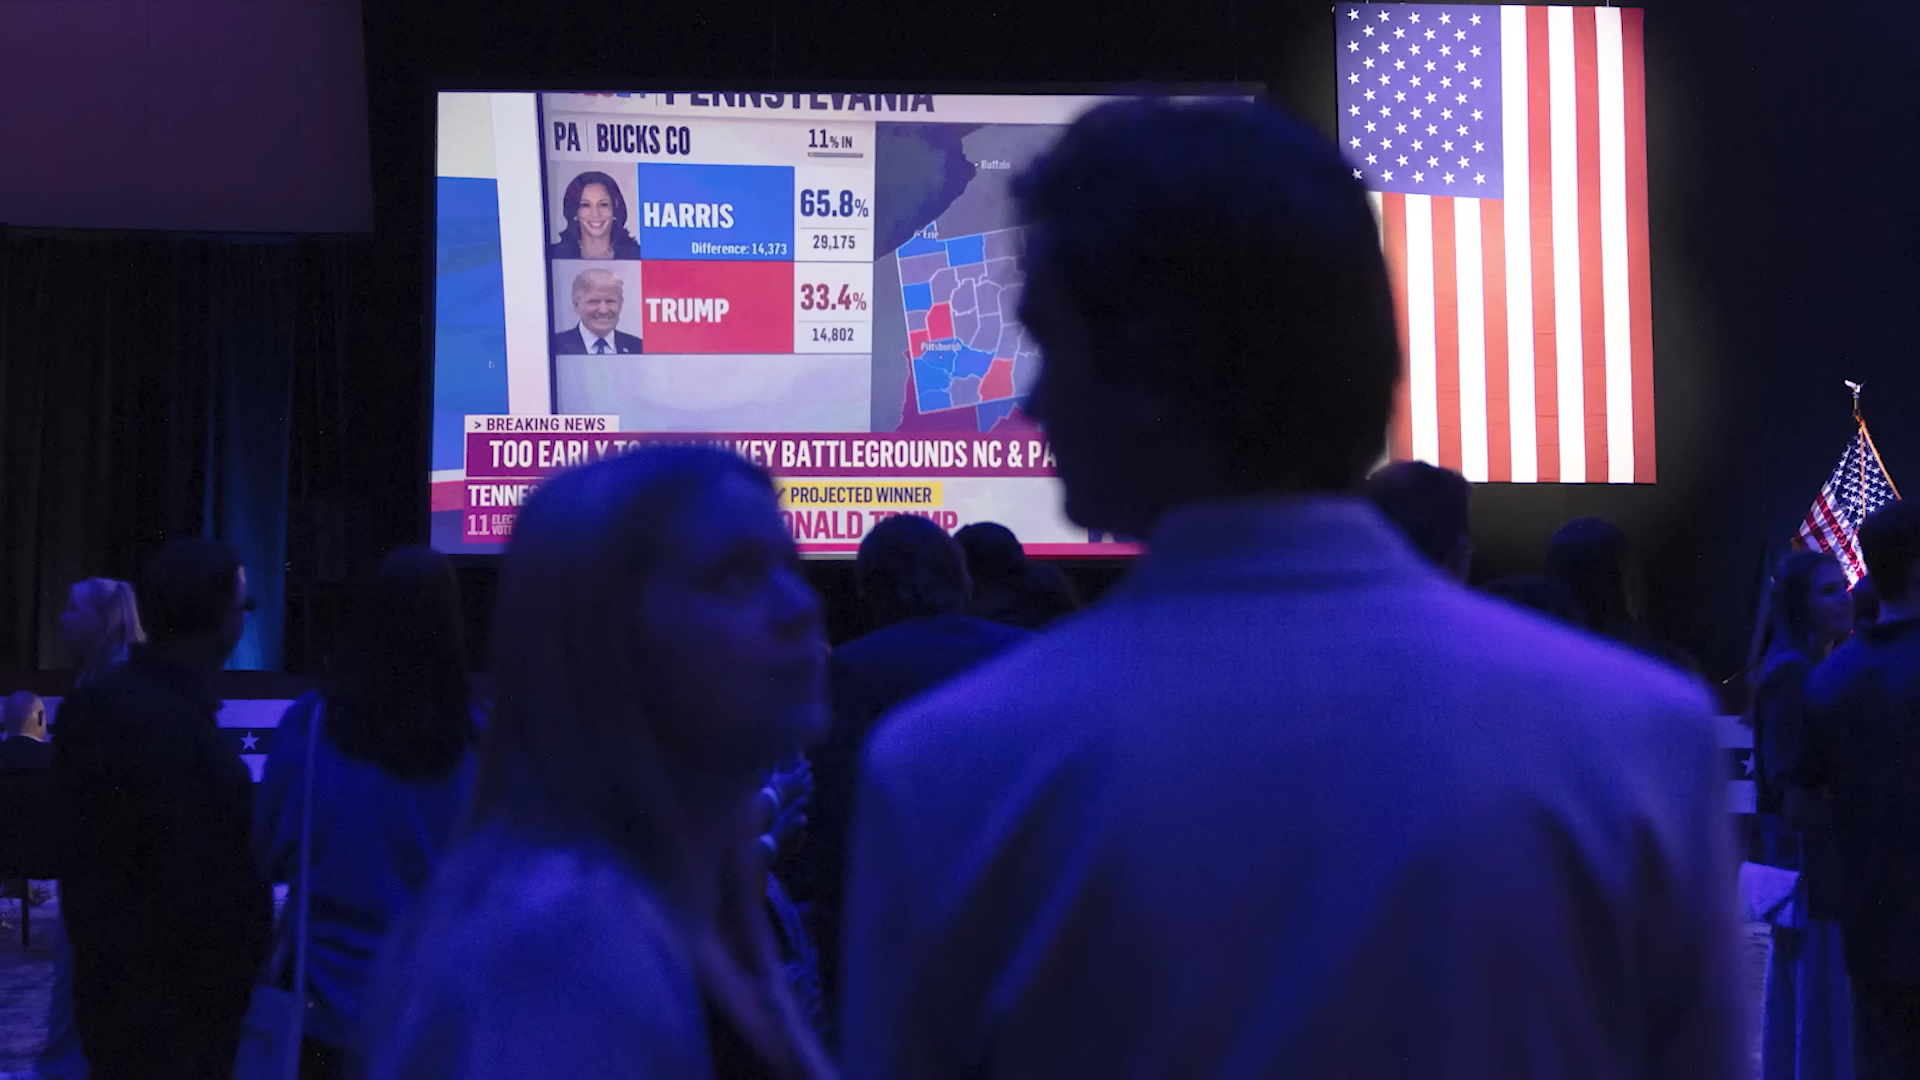 PENNSYLVANIA
PA BUCKS CO 11% IN
HARRIS 65.8%
Difference: 14,373 29,175
TRUMP 33.4%
14,802
Buffalo
Erie
Pittsburgh
> BREAKING NEWS
TOO EARLY KEY BATTLEGROUNDS NC & PA
PROJECTED WINNER
11